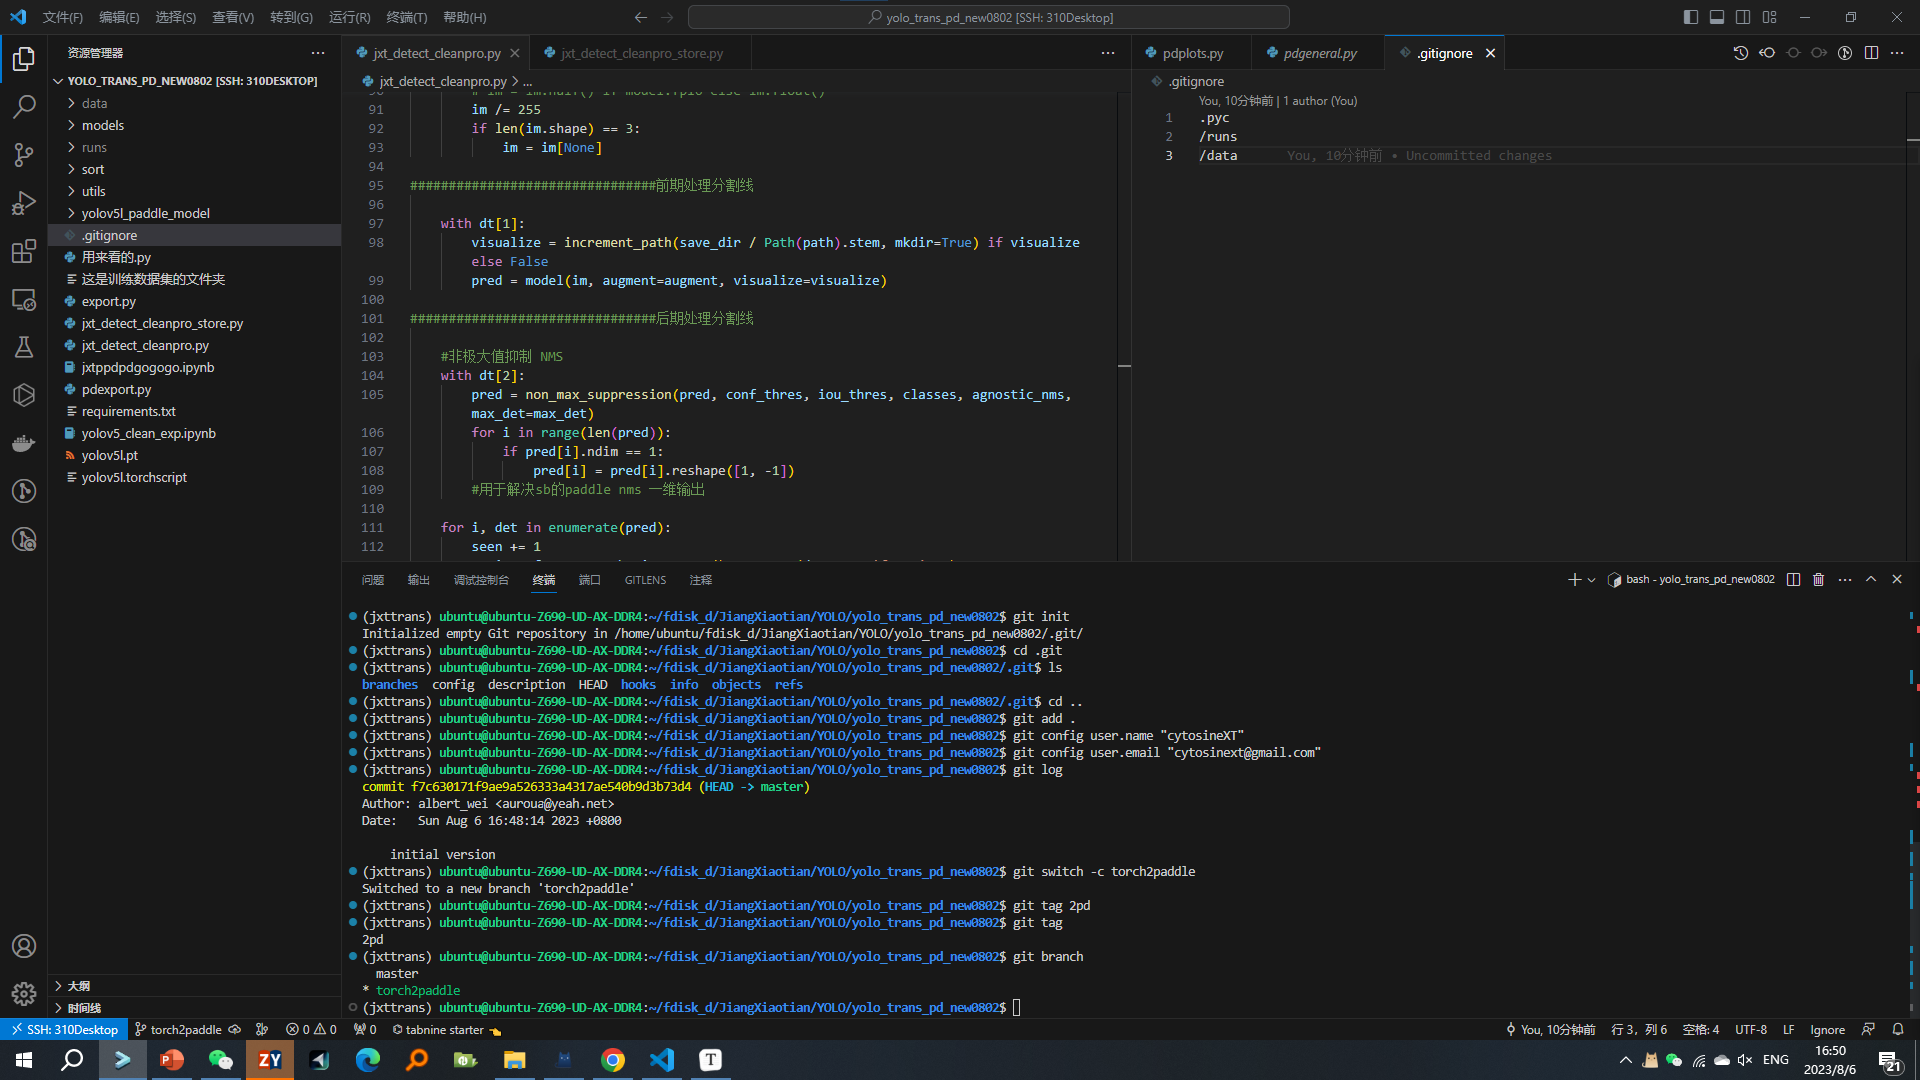 文件(F) 编辑(E) 选择(S) 查看(V) 转到(G) 运行(R) 终端(T) 帮助(H)
yolo_trans_pd_new0802 [SSH: 310Desktop]
资源管理器
YOLO_TRANS_PD_NEW0802 [SSH: 310DESKTOP]
data
models
runs
sort
utils
yolov5l_paddle_model
.gitignore
用来看的.py
这是训练数据集的文件夹
export.py
jxt_detect_cleanpro_store.py
jxt_detect_cleanpro.py
jxtppdpdgogogo.ipynb
pdexport.py
requirements.txt
yolov5_clean_exp.ipynb
yolov5l.pt
yolov5l.torchscript
大纲
时间线
jxt_detect_cleanpro.py
jxt_detect_cleanpro_store.py
jxt_detect_cleanpro.py > ...
91 im /= 255
92 if len(im.shape) == 3:
93 im = im[None]
94
95 ################################前期处理分割线
96
97 with dt[1]:
98 visualize = increment_path(save_dir / Path(path).stem, mkdir=True) if visualize
else False
99 pred = model(im, augment=augment, visualize=visualize)
100
101 ################################后期处理分割线
102
103 #非极大值抑制 NMS
104 with dt[2]:
105 pred = non_max_suppression(pred, conf_thres, iou_thres, classes, agnostic_nms,
max_det=max_det)
106 for i in range(len(pred)):
107 if pred[i].ndim == 1:
108 pred[i] = pred[i].reshape([1, -1])
109 #用于解决sb的paddle nms 一维输出
110
111 for i, det in enumerate(pred):
112 seen += 1
pdplots.py
pdgeneral.py
.gitignore
.gitignore
You, 10分钟前 | 1 author (You)
1 .pyc
2 /runs
3 /data You, 10分钟前 • Uncommitted changes
问题 输出 调试控制台 终端 端口 GITLENS 注释
bash - yolo_trans_pd_new0802
(jxttrans) ubuntu@ubuntu-Z690-UD-AX-DDR4:~/fdisk_d/JiangXiaotian/YOLO/yolo_trans_pd_new0802$ git init
Initialized empty Git repository in /home/ubuntu/fdisk_d/JiangXiaotian/YOLO/yolo_trans_pd_new0802/.git/
(jxttrans) ubuntu@ubuntu-Z690-UD-AX-DDR4:~/fdisk_d/JiangXiaotian/YOLO/yolo_trans_pd_new0802$ cd .git
(jxttrans) ubuntu@ubuntu-Z690-UD-AX-DDR4:~/fdisk_d/JiangXiaotian/YOLO/yolo_trans_pd_new0802/.git$ ls
branches config description HEAD hooks info objects refs
(jxttrans) ubuntu@ubuntu-Z690-UD-AX-DDR4:~/fdisk_d/JiangXiaotian/YOLO/yolo_trans_pd_new0802/.git$ cd ..
(jxttrans) ubuntu@ubuntu-Z690-UD-AX-DDR4:~/fdisk_d/JiangXiaotian/YOLO/yolo_trans_pd_new0802$ git add .
(jxttrans) ubuntu@ubuntu-Z690-UD-AX-DDR4:~/fdisk_d/JiangXiaotian/YOLO/yolo_trans_pd_new0802$ git config user.name "cytosineXT"
(jxttrans) ubuntu@ubuntu-Z690-UD-AX-DDR4:~/fdisk_d/JiangXiaotian/YOLO/yolo_trans_pd_new0802$ git config user.email "cytosinext@gmail.com"
(jxttrans) ubuntu@ubuntu-Z690-UD-AX-DDR4:~/fdisk_d/JiangXiaotian/YOLO/yolo_trans_pd_new0802$ git log
commit f7c630171f9ae9a526333a4317ae540b9d3b73d4 (HEAD -> master)
Author: albert_wei <auroua@yeah.net>
Date: Sun Aug 6 16:48:14 2023 +0800
initial version
(jxttrans) ubuntu@ubuntu-Z690-UD-AX-DDR4:~/fdisk_d/JiangXiaotian/YOLO/yolo_trans_pd_new0802$ git switch -c torch2paddle
Switched to a new branch 'torch2paddle'
(jxttrans) ubuntu@ubuntu-Z690-UD-AX-DDR4:~/fdisk_d/JiangXiaotian/YOLO/yolo_trans_pd_new0802$ git tag 2pd
(jxttrans) ubuntu@ubuntu-Z690-UD-AX-DDR4:~/fdisk_d/JiangXiaotian/YOLO/yolo_trans_pd_new0802$ git tag
2pd
(jxttrans) ubuntu@ubuntu-Z690-UD-AX-DDR4:~/fdisk_d/JiangXiaotian/YOLO/yolo_trans_pd_new0802$ git branch
master
* torch2paddle
(jxttrans) ubuntu@ubuntu-Z690-UD-AX-DDR4:~/fdisk_d/JiangXiaotian/YOLO/yolo_trans_pd_new0802$
SSH: 310Desktop torch2paddle 0 0 0 tabnine starter You, 10分钟前 行 3，列 6 空格: 4 UTF-8 LF Ignore
ZY T ENG 16:50
2023/8/6 21